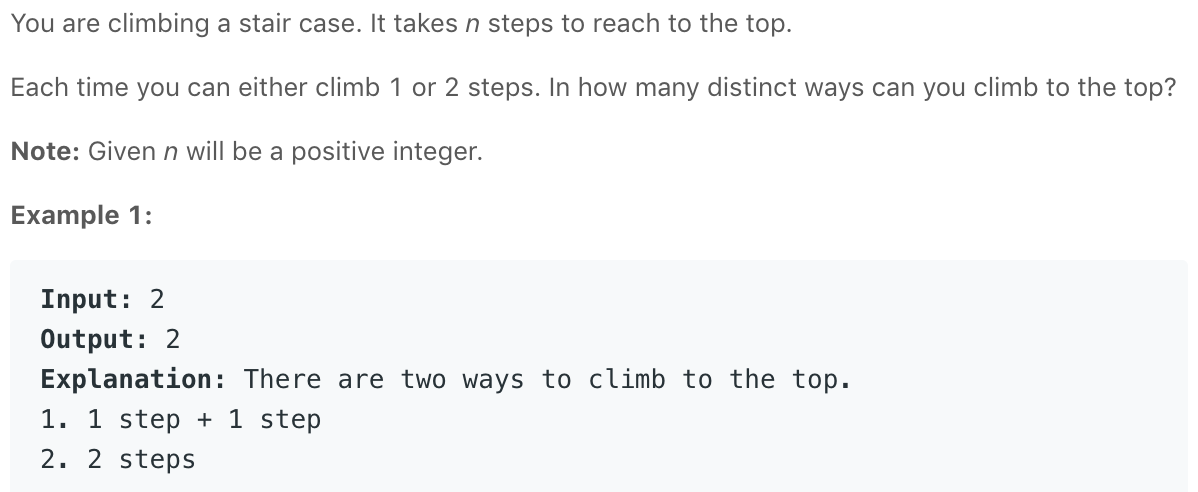 You are climbing a stair case. It takes n steps to reach to the top.
Each time you can either climb 1 or 2 steps. In how many distinct ways can you climb to the top?
Note: Given n will be a positive integer.
Example 1:
Input: 2
Output: 2
Explanation: There are two ways to climb to the top.
1. 1 step + 1 step
2. 2 steps